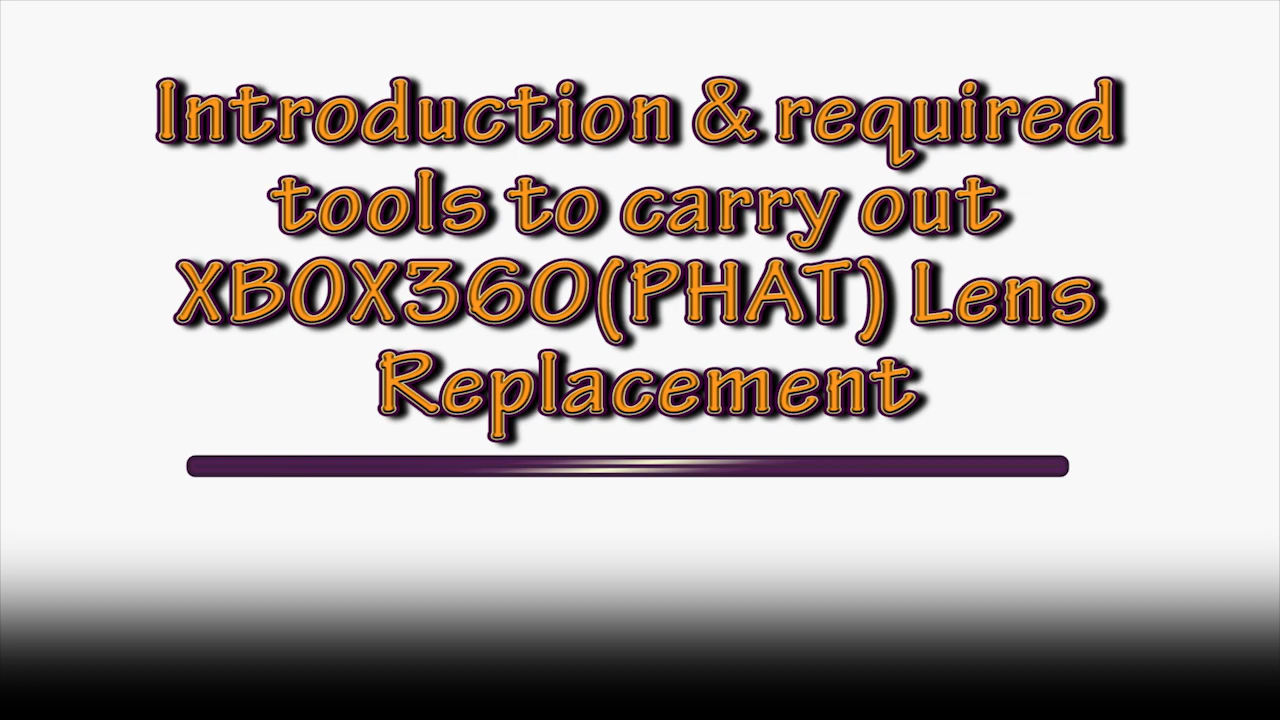 Introduction & required
tools to carry out
XBOX360(PHAT) Lens
Replacement